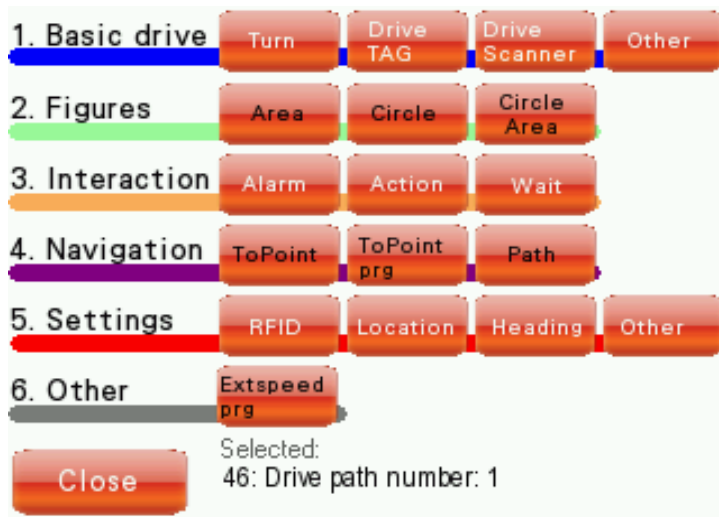 1. Basic drive
Turn
Drive
TAG
Drive
Scanner
Other
2. Figures
Area
Circle
Circle
Area
3. Interaction
Alarm
Action
Wait
4. Navigation
ToPoint
ToPoint
prg
Path
5. Settings
RFID
Location
Heading
Other
6. Other
Extspeed
prg
Close
Selected:
46: Drive path number: 1